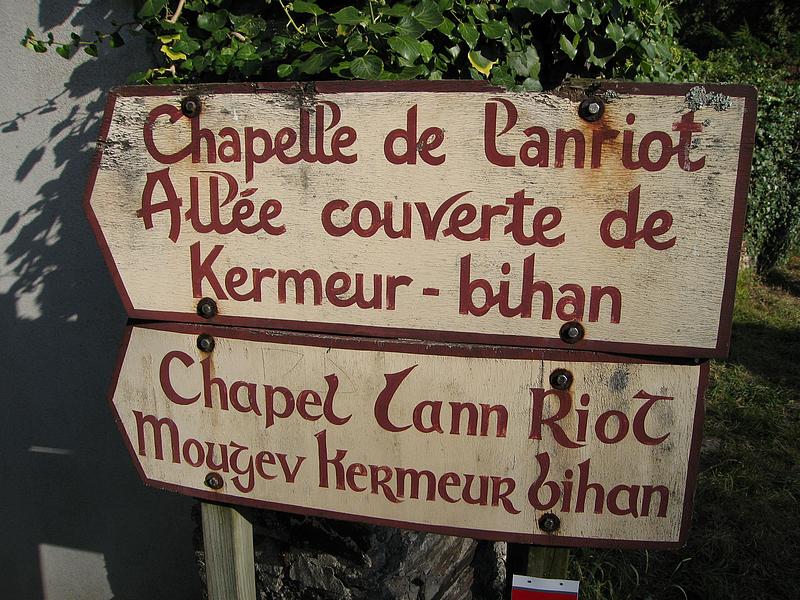 Chapelle de Lanriot
Allée couverte de
Kermeur-bihan
Chapel Lann Riot
Mougev Kermeur bihan